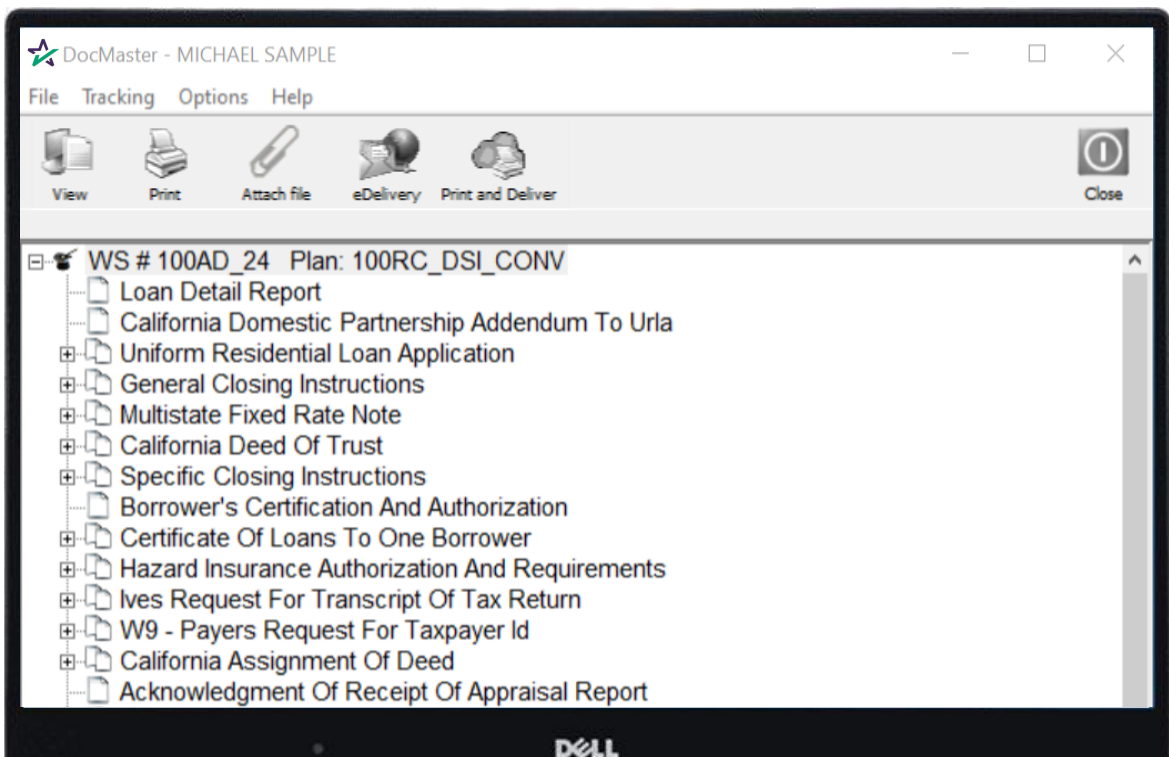 DocMaster - MICHAEL SAMPLE
File Tracking Options Help
View Print Attach file eDelivery Print and Deliver Close
WS # 100AD_24 Plan: 100RC_DSI_CONV
Loan Detail Report
California Domestic Partnership Addendum To Urla
Uniform Residential Loan Application
General Closing Instructions
Multistate Fixed Rate Note
California Deed Of Trust
Specific Closing Instructions
Borrower's Certification And Authorization
Certificate Of Loans To One Borrower
Hazard Insurance Authorization And Requirements
Ives Request For Transcript Of Tax Return
W9 - Payers Request For Taxpayer Id
California Assignment Of Deed
Acknowledgment Of Receipt Of Appraisal Report
DELL